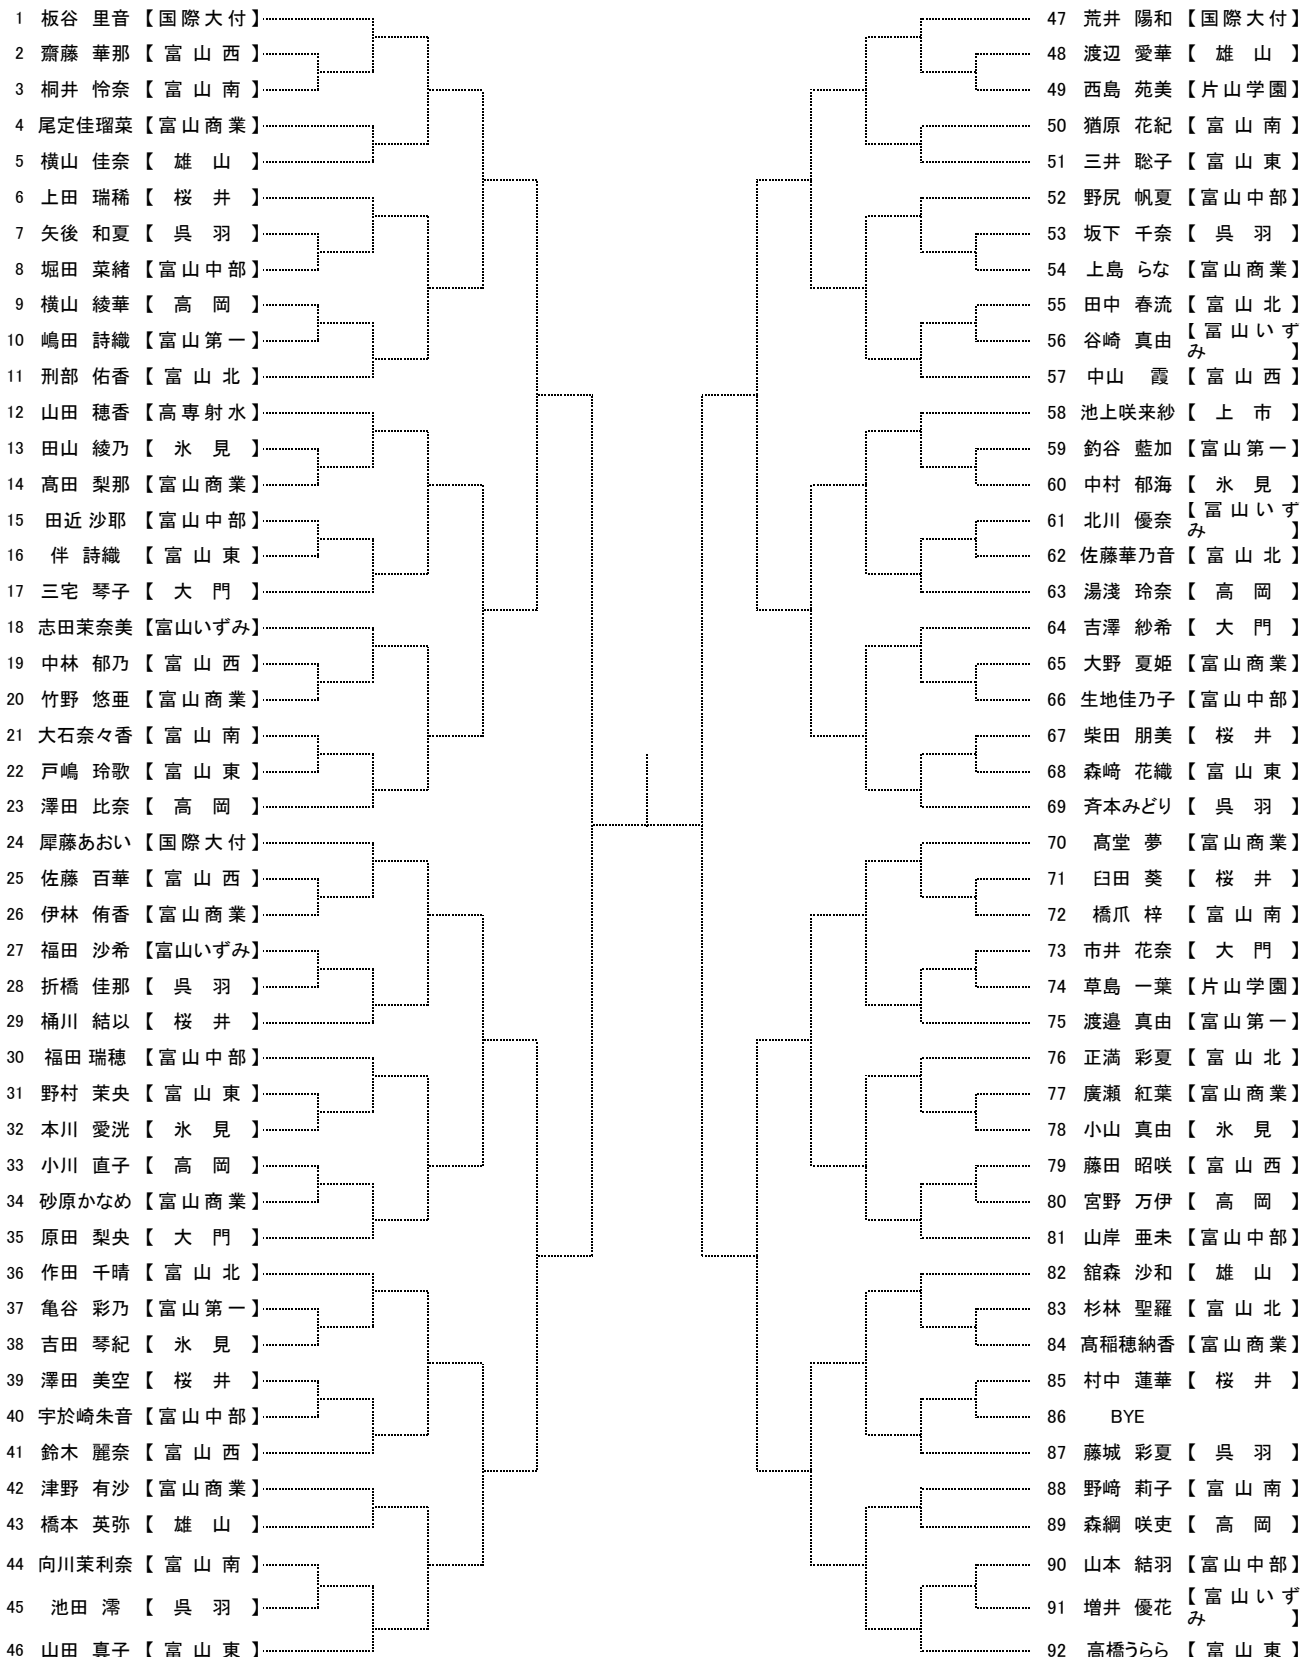 1 板谷 里音 【国際大付】
2 齋藤 華那 【富山西】
3 桐井 怜奈 【富山南】
4 尾定佳瑠菜 【富山商業】
5 横山 佳奈 【雄山】
6 上田 瑞稀 【桜井】
7 矢後 和夏 【呉羽】
8 堀田 菜緒 【富山中部】
9 横山 綾華 【高岡】
10 嶋田 詩織 【富山第一】
11 刑部 佑香 【富山北】
12 山田 穂香 【高専射水】
13 田山 綾乃 【氷見】
14 髙田 梨那 【富山商業】
15 田近 沙耶 【富山中部】
16 伴 詩織 【富山東】
17 三宅 琴子 【大門】
18 志田茉奈美 【富山いずみ】
19 中林 郁乃 【富山西】
20 竹野 悠亜 【富山商業】
21 大石奈々香 【富山南】
22 戸嶋 玲歌 【富山東】
23 澤田 比奈 【高岡】
24 犀藤あおい 【国際大付】
25 佐藤 百華 【富山西】
26 伊林 侑香 【富山商業】
27 福田 沙希 【富山いずみ】
28 折橋 佳那 【呉羽】
29 桶川 結以 【桜井】
30 福田 瑞穂 【富山中部】
31 野村 茉央 【富山東】
32 本川 愛洸 【氷見】
33 小川 直子 【高岡】
34 砂原かなめ 【富山商業】
35 原田 梨央 【大門】
36 作田 千晴 【富山北】
37 亀谷 彩乃 【富山第一】
38 吉田 琴紀 【氷見】
39 澤田 美空 【桜井】
40 宇於崎朱音 【富山中部】
41 鈴木 麗奈 【富山西】
42 津野 有沙 【富山商業】
43 橋本 英弥 【雄山】
44 向川茉利奈 【富山南】
45 池田 澪 【呉羽】
46 山田 真子 【富山東】
47 荒井 陽和 【国際大付】
48 渡辺 愛華 【雄山】
49 西島 苑美 【片山学園】
50 猶原 花紀 【富山南】
51 三井 聡子 【富山東】
52 野尻 帆夏 【富山中部】
53 坂下 千奈 【呉羽】
54 上島 らな 【富山商業】
55 田中 春流 【富山北】
56 谷崎 真由 【富山いず
み】
57 中山 霞 【富山西】
58 池上咲来紗 【上市】
59 釣谷 藍加 【富山第一】
60 中村 郁海 【氷見】
61 北川 優奈 【富山いず
み】
62 佐藤華乃音 【富山北】
63 湯淺 玲奈 【高岡】
64 吉澤 紗希 【大門】
65 大野 夏姫 【富山商業】
66 生地佳乃子 【富山中部】
67 柴田 朋美 【桜井】
68 森﨑 花織 【富山東】
69 斉本みどり 【呉羽】
70 髙堂 夢 【富山商業】
71 臼田 葵 【桜井】
72 橋爪 梓 【富山南】
73 市井 花奈 【大門】
74 草島 一葉 【片山学園】
75 渡邉 真由 【富山第一】
76 正満 彩夏 【富山北】
77 廣瀬 紅葉 【富山商業】
78 小山 真由 【氷見】
79 藤田 昭咲 【富山西】
80 宮野 万伊 【高岡】
81 山岸 亜未 【富山中部】
82 舘森 沙和 【雄山】
83 杉林 聖羅 【富山北】
84 髙稲穂納香 【富山商業】
85 村中 蓮華 【桜井】
86 BYE
87 藤城 彩夏 【呉羽】
88 野﨑 莉子 【富山南】
89 森綱 咲吏 【高岡】
90 山本 結羽 【富山中部】
91 増井 優花 【富山いず
み】
92 高橋うらら 【富山東】